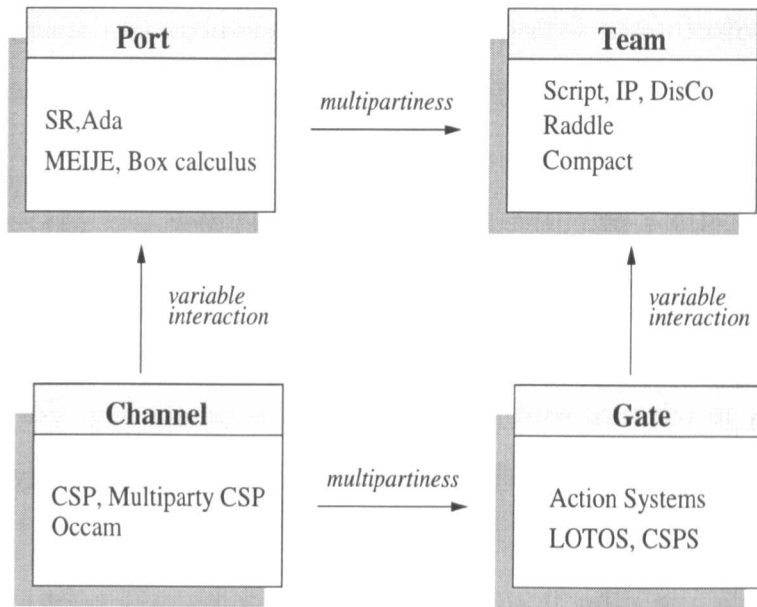 Port
SR,Ada
MEIJE, Box calculus
multipartiness
Team
Script, IP, DisCo
Raddle
Compact
variable
interaction
variable
interaction
Channel
CSP, Multiparty CSP
Occam
multipartiness
Gate
Action Systems
LOTOS, CSPS